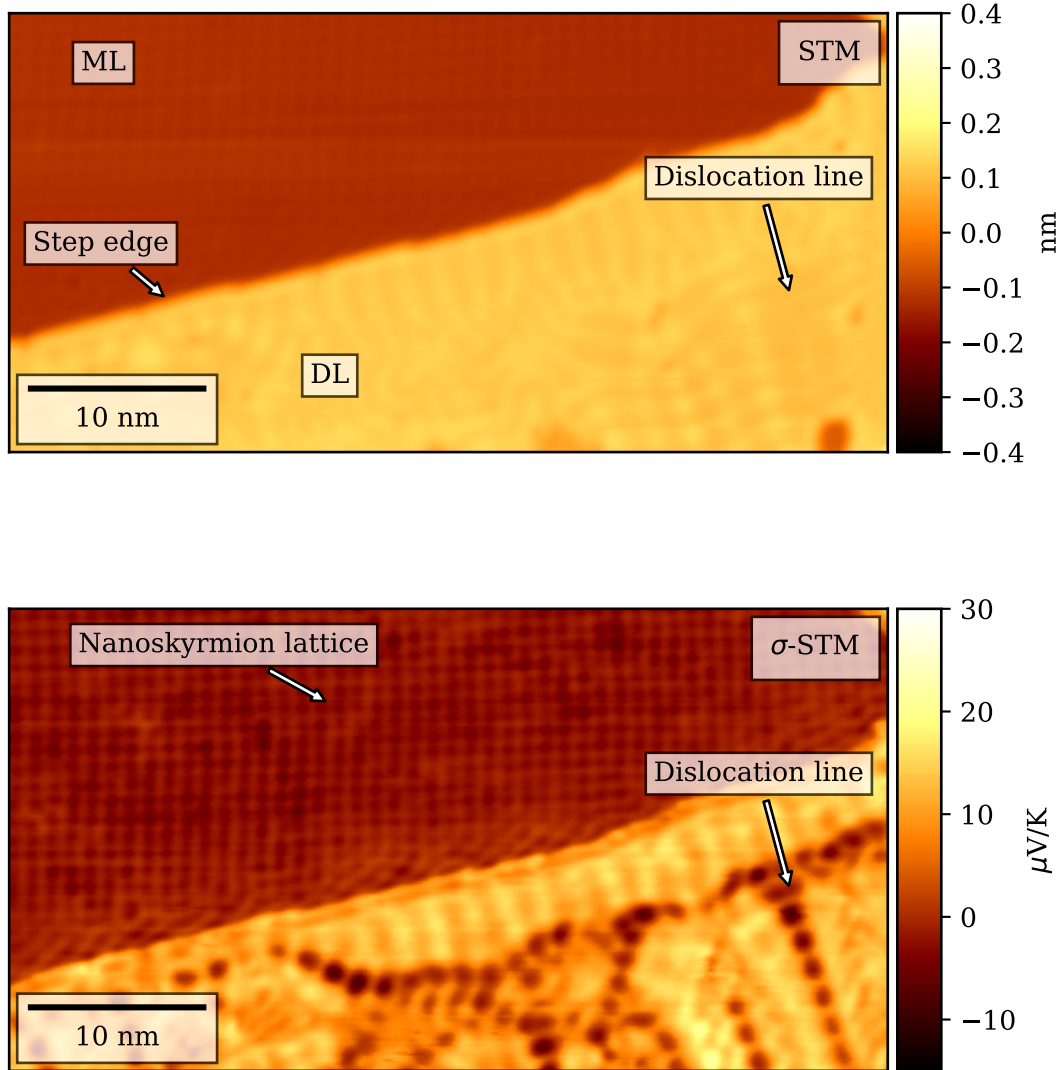 ML
STM
Dislocation line
Step edge
DL
10 nm
0.4
0.3
0.2
0.1
0.0
−0.1
−0.2
−0.3
−0.4
nm
Nanoskyrmion lattice
σ-STM
Dislocation line
10 nm
30
20
10
0
−10
μV/K